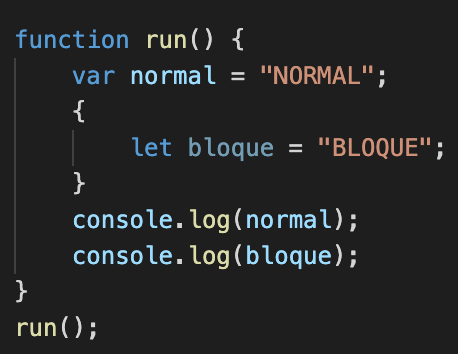 function run() {
    var normal = "NORMAL";
    {
        let bloque = "BLOQUE";
    }
    console.log(normal);
    console.log(bloque);
}
run();